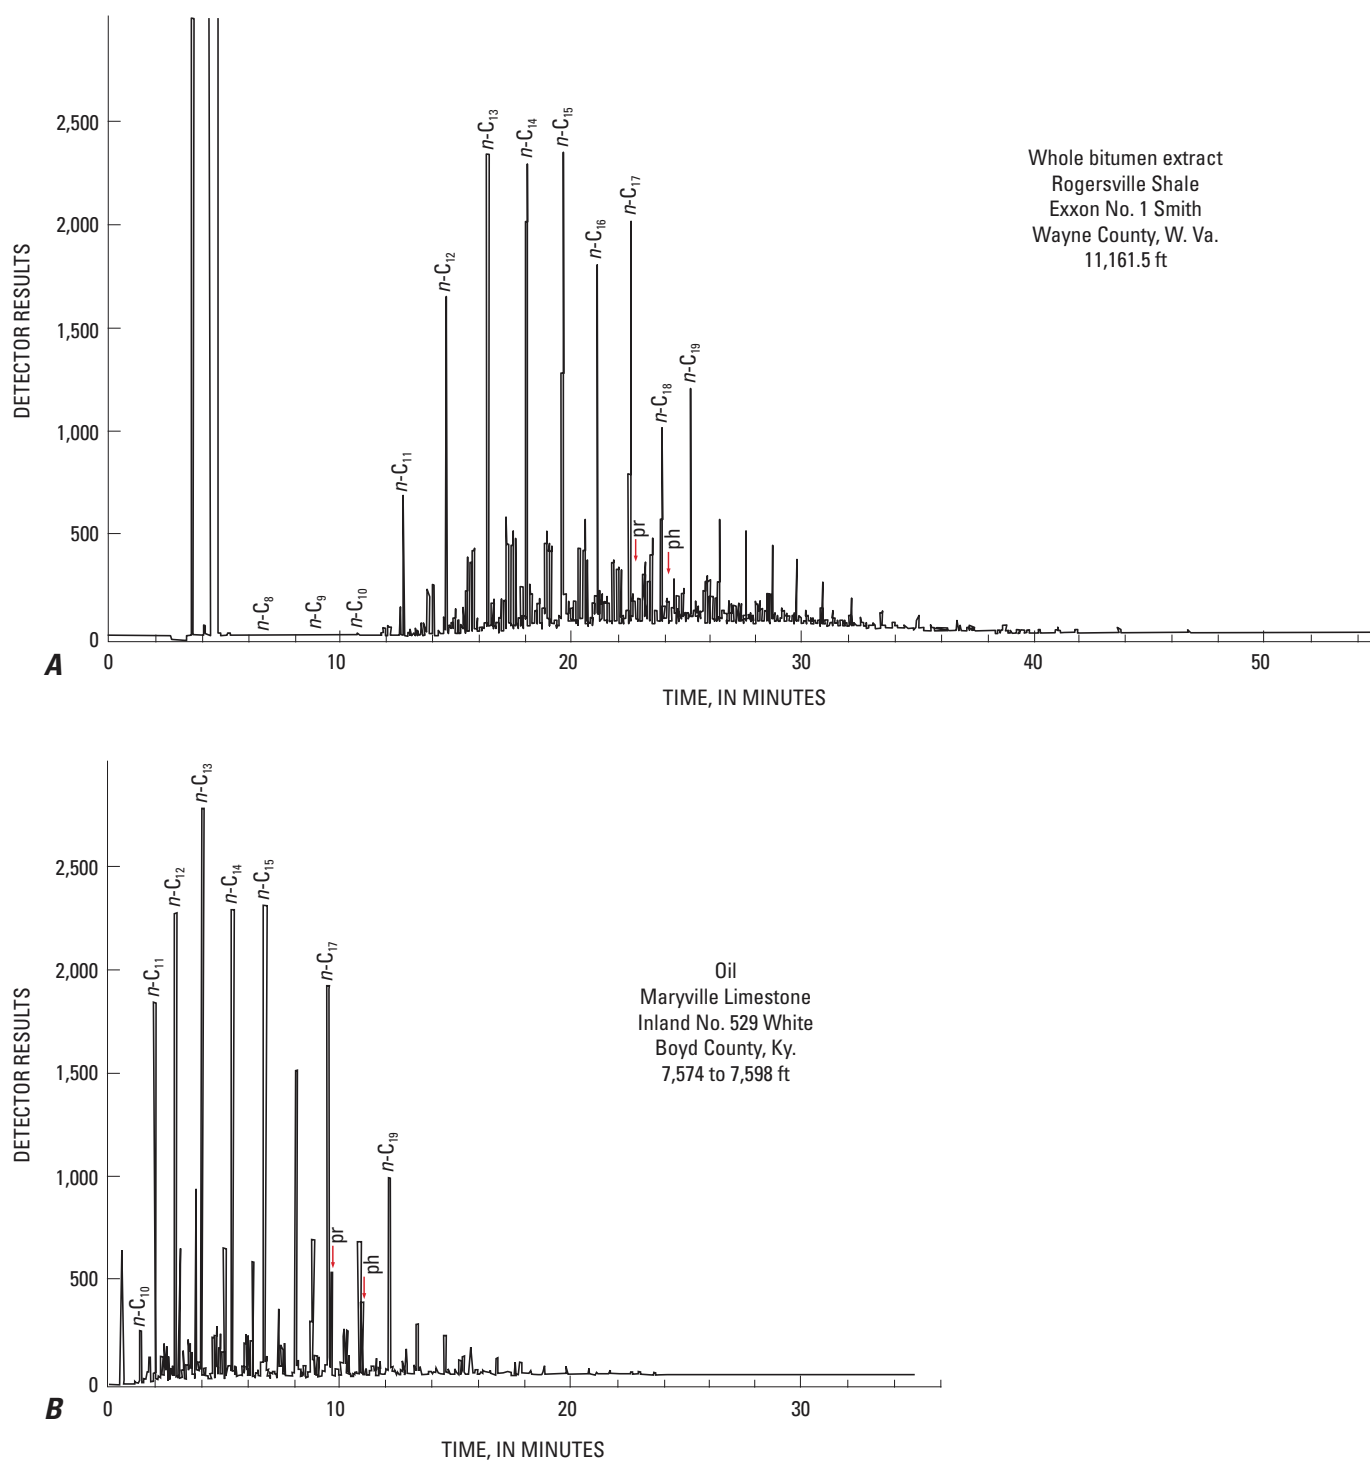 2,500
2,000
1,500
1,000
500
0
DETECTOR RESULTS
n-C₈
n-C₉
n-C₁₀
n-C₁₁
n-C₁₂
n-C₁₃
n-C₁₄
n-C₁₅
n-C₁₆
n-C₁₇
pr
n-C₁₈
ph
n-C₁₉
Whole bitumen extract
Rogersville Shale
Exxon No. 1 Smith
Wayne County, W. Va.
11,161.5 ft
A
0 10 20 30 40 50
TIME, IN MINUTES
2,500
2,000
1,500
1,000
500
0
DETECTOR RESULTS
n-C₁₀
n-C₁₁
n-C₁₂
n-C₁₃
n-C₁₄
n-C₁₅
n-C₁₇
pr
ph
n-C₁₉
Oil
Maryville Limestone
Inland No. 529 White
Boyd County, Ky.
7,574 to 7,598 ft
B
0 10 20 30
TIME, IN MINUTES